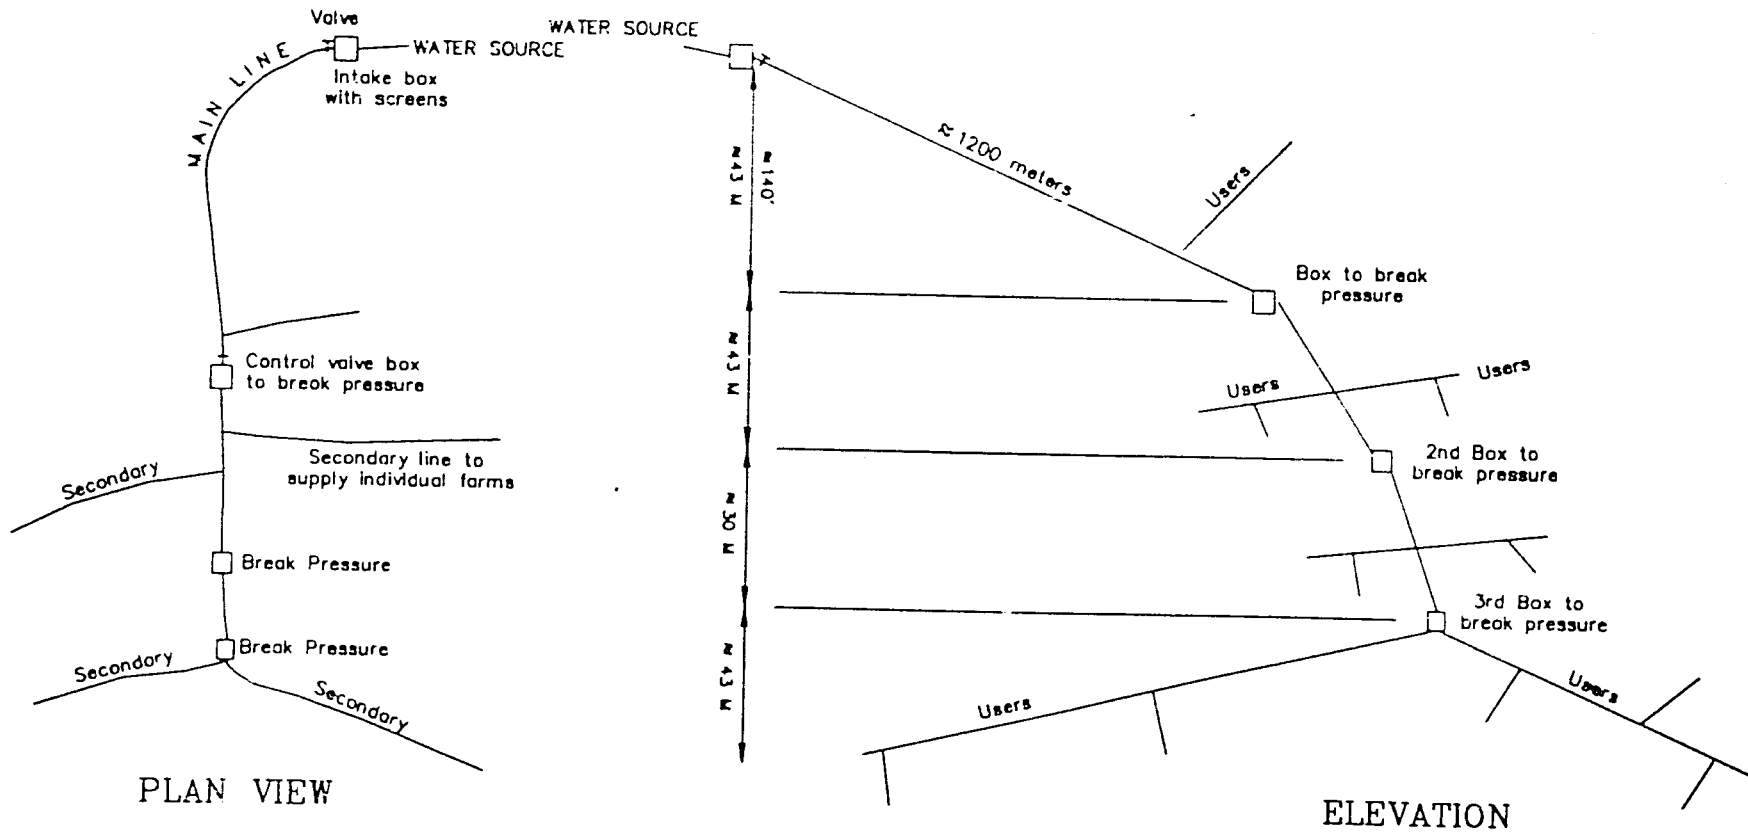 Valve
WATER SOURCE
Intake box
with screens
MAIN LINE
Control valve box
to break pressure
Secondary line to
supply individual farms
Secondary
Break Pressure
Break Pressure
Secondary
Secondary
PLAN VIEW
WATER SOURCE
≈ 1200 meters
≈ 140'
≈ 43 M
≈ 43 M
≈ 30 M
≈ 43 M
Users
Box to break
pressure
Users
Users
2nd Box to
break pressure
3rd Box to
break pressure
Users
Users
ELEVATION